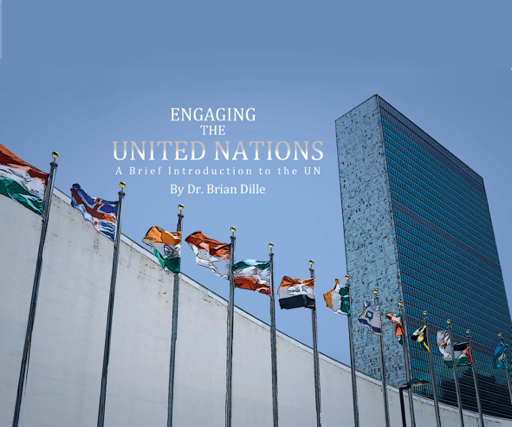 ENGAGING
THE
UNITED NATIONS
A Brief Introduction to the UN
By Dr. Brian Dille